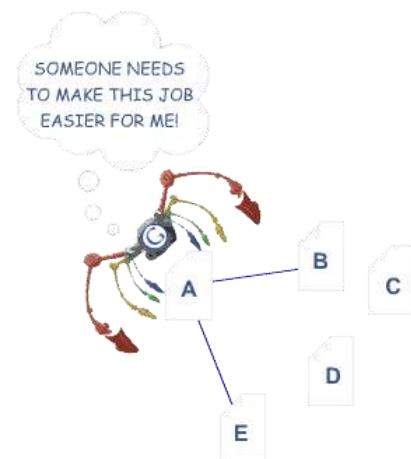 SOMEONE NEEDS
TO MAKE THIS JOB
EASIER FOR ME!
G
A
B
C
D
E